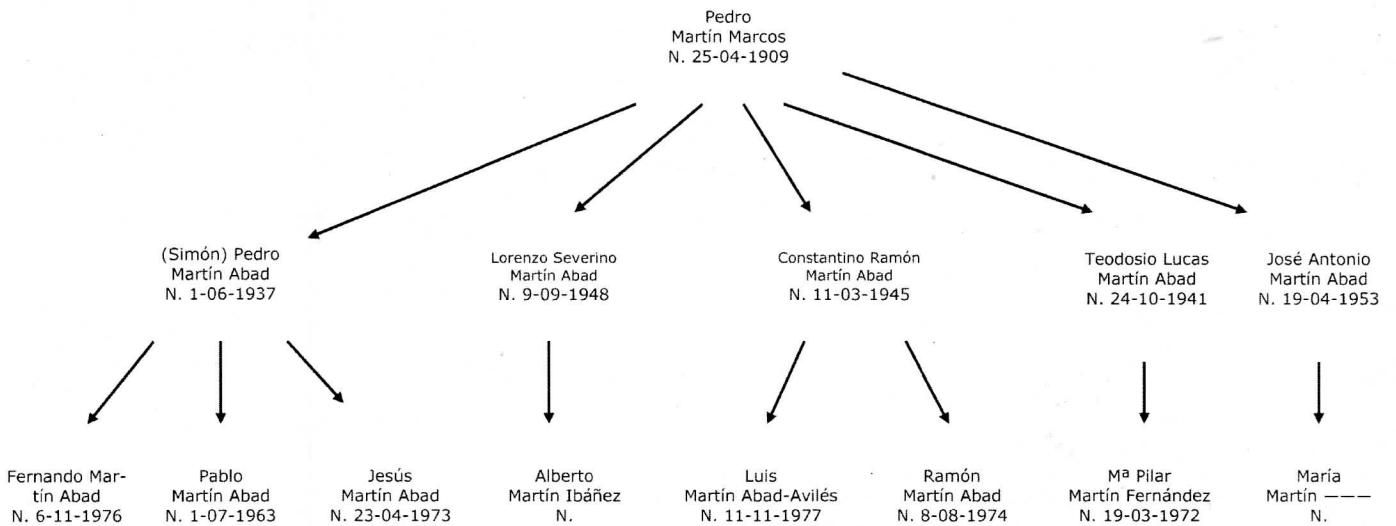 Pedro
Martín Marcos
N. 25-04-1909
(Simón) Pedro
Martín Abad
N. 1-06-1937
Lorenzo Severino
Martín Abad
N. 9-09-1948
Constantino Ramón
Martín Abad
N. 11-03-1945
Teodosio Lucas
Martín Abad
N. 24-10-1941
José Antonio
Martín Abad
N. 19-04-1953
Fernando Mar-
tín Abad
N. 6-11-1976
Pablo
Martín Abad
N. 1-07-1963
Jesús
Martín Abad
N. 23-04-1973
Alberto
Martín Ibáñez
N.
Luis
Martín Abad-Avilés
N. 11-11-1977
Ramón
Martín Abad
N. 8-08-1974
Mª Pilar
Martín Fernández
N. 19-03-1972
María
Martín ———
N.